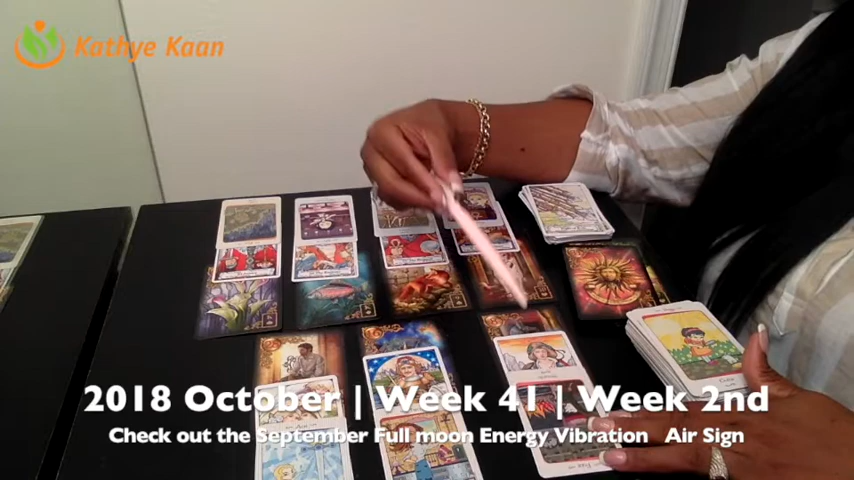 Kathye Kaan
2018 October | Week 41 | Week 2nd
Check out the September Full moon Energy Vibration Air Sign